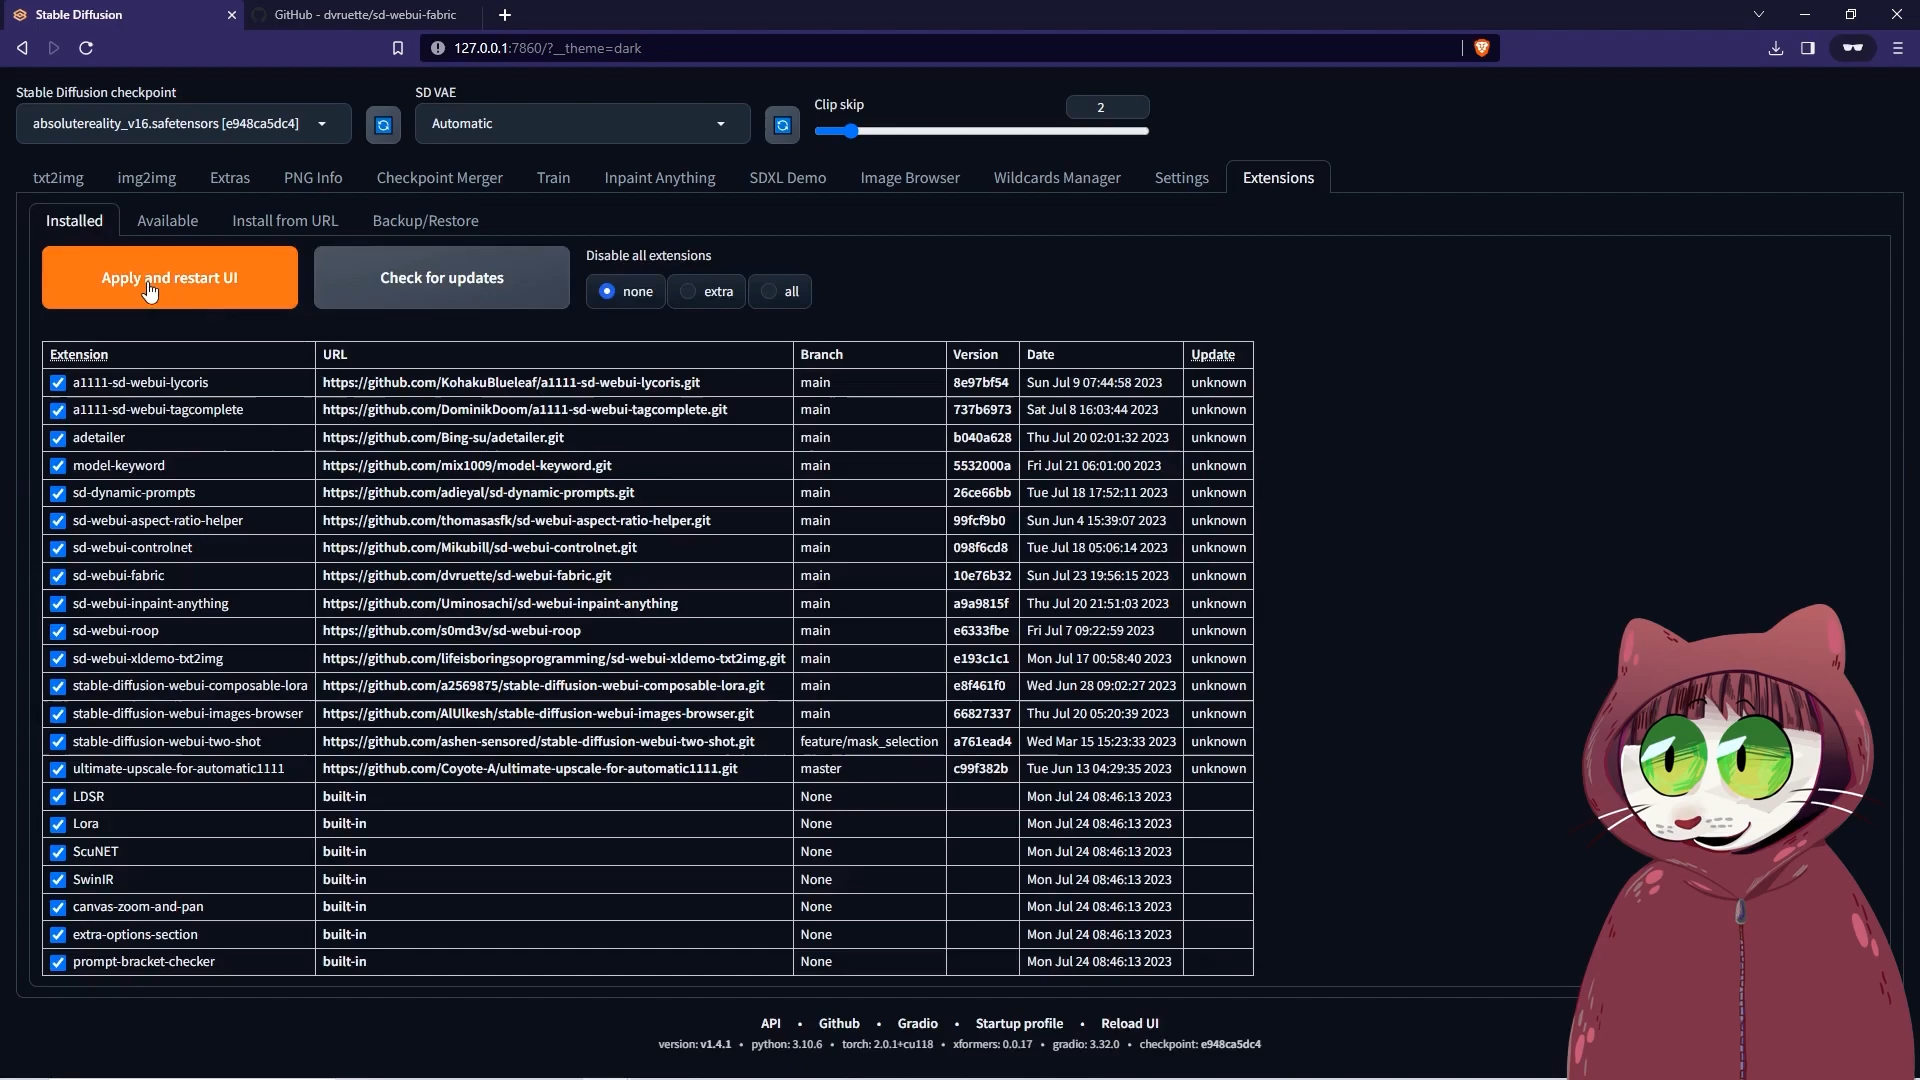 Stable Diffusion
GitHub - dvruette/sd-webui-fabric
127.0.0.1:7860/?__theme=dark
Stable Diffusion checkpoint
SD VAE
Clip skip
2
absolutereality_v16.safetensors [e948ca5dc4]
Automatic
txt2img img2img Extras PNG Info Checkpoint Merger Train Inpaint Anything SDXL Demo Image Browser Wildcards Manager Settings Extensions
Installed Available Install from URL Backup/Restore
Apply and restart UI
Check for updates
Disable all extensions
none extra all
Extension URL Branch Version Date Update
a1111-sd-webui-lycoris https://github.com/KohakuBlueleaf/a1111-sd-webui-lycoris.git main 8e97bf54 Sun Jul 9 07:44:58 2023 unknown
a1111-sd-webui-tagcomplete https://github.com/DominikDoom/a1111-sd-webui-tagcomplete.git main 737b6973 Sat Jul 8 16:03:44 2023 unknown
adetailer https://github.com/Bing-su/adetailer.git main b040a628 Thu Jul 20 02:01:32 2023 unknown
model-keyword https://github.com/mix1009/model-keyword.git main 5532000a Fri Jul 21 06:01:00 2023 unknown
sd-dynamic-prompts https://github.com/adieyal/sd-dynamic-prompts.git main 26ce66bb Tue Jul 18 17:52:11 2023 unknown
sd-webui-aspect-ratio-helper https://github.com/thomasasfk/sd-webui-aspect-ratio-helper.git main 99fcf9b0 Sun Jun 4 15:39:07 2023 unknown
sd-webui-controlnet https://github.com/Mikubill/sd-webui-controlnet.git main 098f6cd8 Tue Jul 18 05:06:14 2023 unknown
sd-webui-fabric https://github.com/dvruette/sd-webui-fabric.git main 10e76b32 Sun Jul 23 19:56:15 2023 unknown
sd-webui-inpaint-anything https://github.com/Uminosachi/sd-webui-inpaint-anything main a9a9815f Thu Jul 20 21:51:03 2023 unknown
sd-webui-roop https://github.com/s0md3v/sd-webui-roop main e6333fbe Fri Jul 7 09:22:59 2023 unknown
sd-webui-xldemo-txt2img https://github.com/lifeisboringsoprogramming/sd-webui-xldemo-txt2img.git main e193c1c1 Mon Jul 17 00:58:40 2023 unknown
stable-diffusion-webui-composable-lora https://github.com/a2569875/stable-diffusion-webui-composable-lora.git main e8f461f0 Wed Jun 28 09:02:27 2023 unknown
stable-diffusion-webui-images-browser https://github.com/AlUlkesh/stable-diffusion-webui-images-browser.git main 66827337 Thu Jul 20 05:20:39 2023 unknown
stable-diffusion-webui-two-shot https://github.com/ashen-sensored/stable-diffusion-webui-two-shot.git feature/mask_selection a761ead4 Wed Mar 15 15:23:33 2023 unknown
ultimate-upscale-for-automatic1111 https://github.com/Coyote-A/ultimate-upscale-for-automatic1111.git master c99f382b Tue Jun 13 04:29:35 2023 unknown
LDSR built-in None Mon Jul 24 08:46:13 2023
Lora built-in None Mon Jul 24 08:46:13 2023
ScuNET built-in None Mon Jul 24 08:46:13 2023
SwinIR built-in None Mon Jul 24 08:46:13 2023
canvas-zoom-and-pan built-in None Mon Jul 24 08:46:13 2023
extra-options-section built-in None Mon Jul 24 08:46:13 2023
prompt-bracket-checker built-in None Mon Jul 24 08:46:13 2023
API • Github • Gradio • Startup profile • Reload UI
version: v1.4.1 • python: 3.10.6 • torch: 2.0.1+cu118 • xformers: 0.0.17 • gradio: 3.32.0 • checkpoint: e948ca5dc4